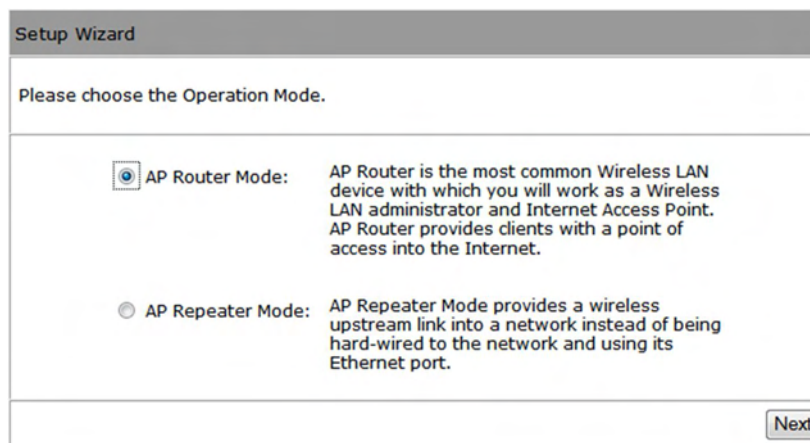 Setup Wizard
Please choose the Operation Mode.
AP Router Mode:
AP Router is the most common Wireless LAN
device with which you will work as a Wireless
LAN administrator and Internet Access Point.
AP Router provides clients with a point of
access into the Internet.
AP Repeater Mode:
AP Repeater Mode provides a wireless
upstream link into a network instead of being
hard-wired to the network and using its
Ethernet port.
Next